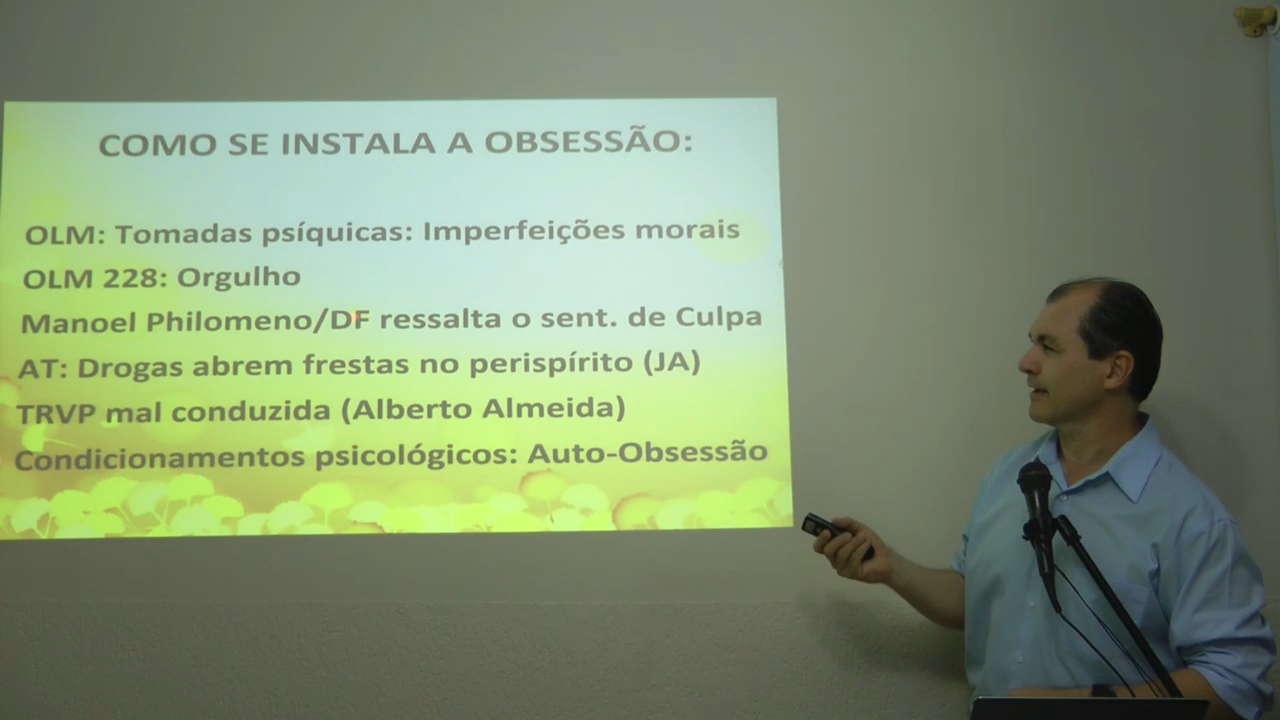 COMO SE INSTALA A OBSESSÃO:
OLM: Tomadas psíquicas: Imperfeições morais
OLM 228: Orgulho
Manoel Philomeno/DF ressalta o sent. de Culpa
AT: Drogas abrem frestas no perispírito (JA)
TRVP mal conduzida (Alberto Almeida)
Condicionamentos psicológicos: Auto-Obsessão